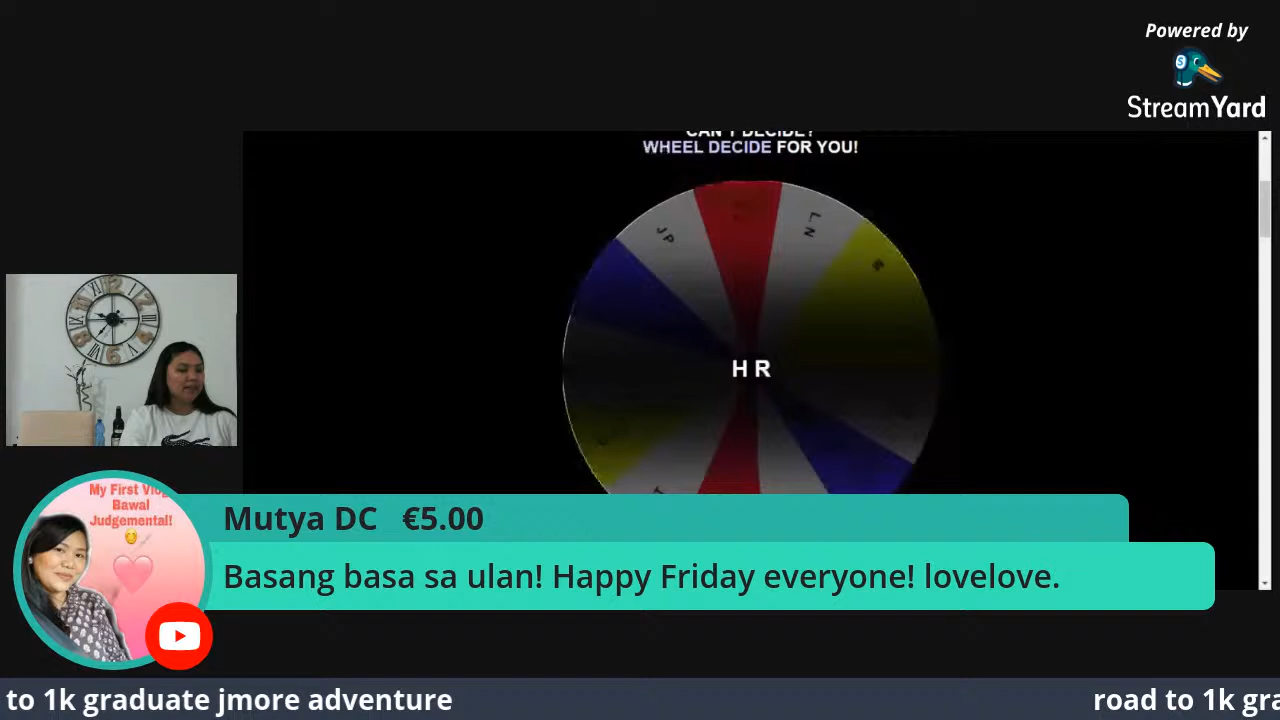 Powered by
StreamYard
WHEEL DECIDE FOR YOU!
JP
LN
HR
My First Vlog
Bawal
Judgemental!
Mutya DC €5.00
Basang basa sa ulan! Happy Friday everyone! lovelove.
to 1k graduate jmore adventure
road to 1k gra